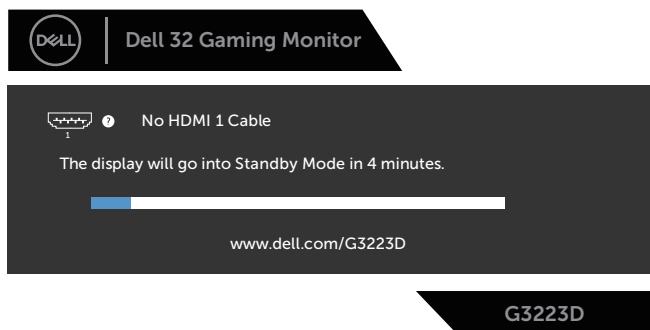 DELL
Dell 32 Gaming Monitor
? No HDMI 1 Cable
1
The display will go into Standby Mode in 4 minutes.
www.dell.com/G3223D
G3223D